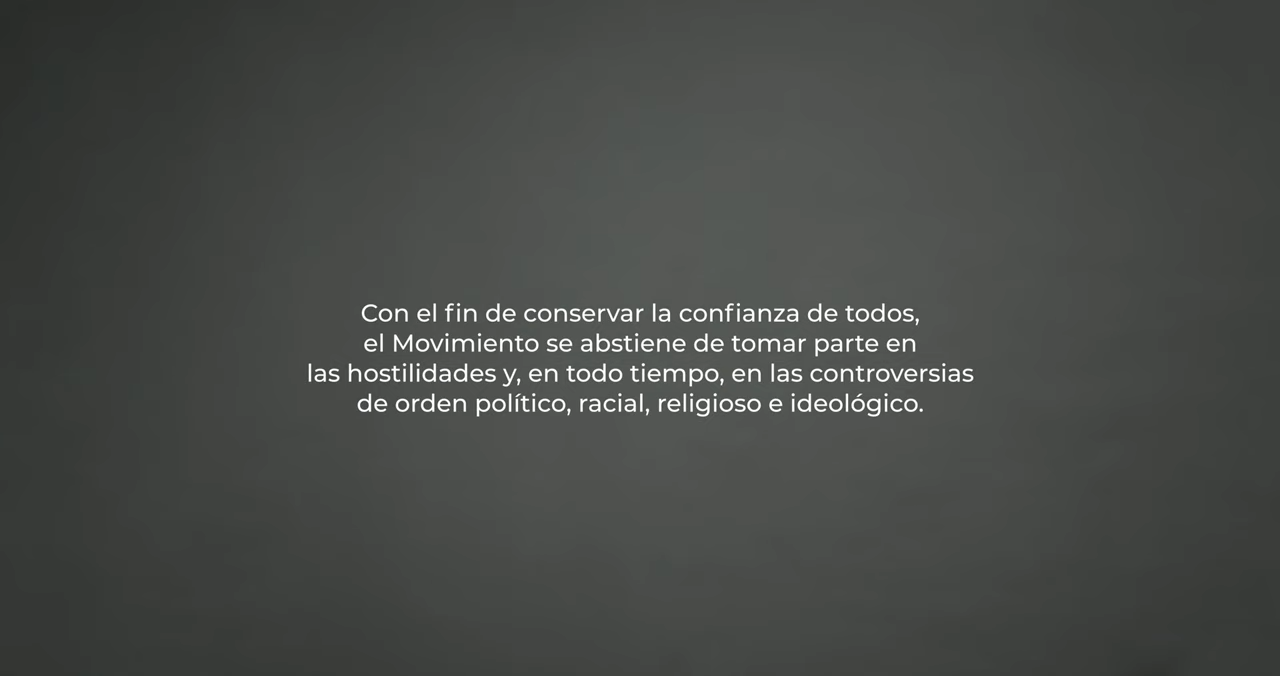 Con el fin de conservar la confianza de todos,
el Movimiento se abstiene de tomar parte en
las hostilidades y, en todo tiempo, en las controversias
de orden político, racial, religioso e ideológico.